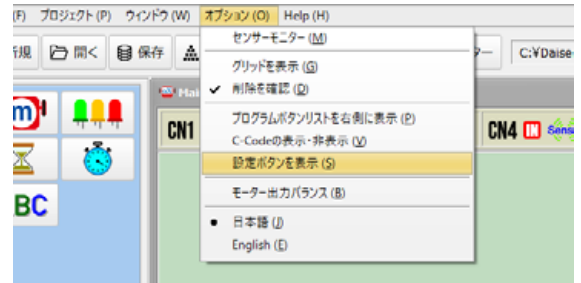 (F) プロジェクト(P) ウインドウ(W) オプション(O) Help (H)
新規 開く 保存 C:¥Daise
センサーモニター(M)
グリッドを表示(G)
✔ 削除を確認(D)
プログラムボタンリストを右側に表示(P)
C-Codeの表示・非表示(V)
設定ボタンを表示(S)
モーター出力バランス(B)
● 日本語(J)
English (E)
Mai
CN1
CN4 IN Sens
m
BC